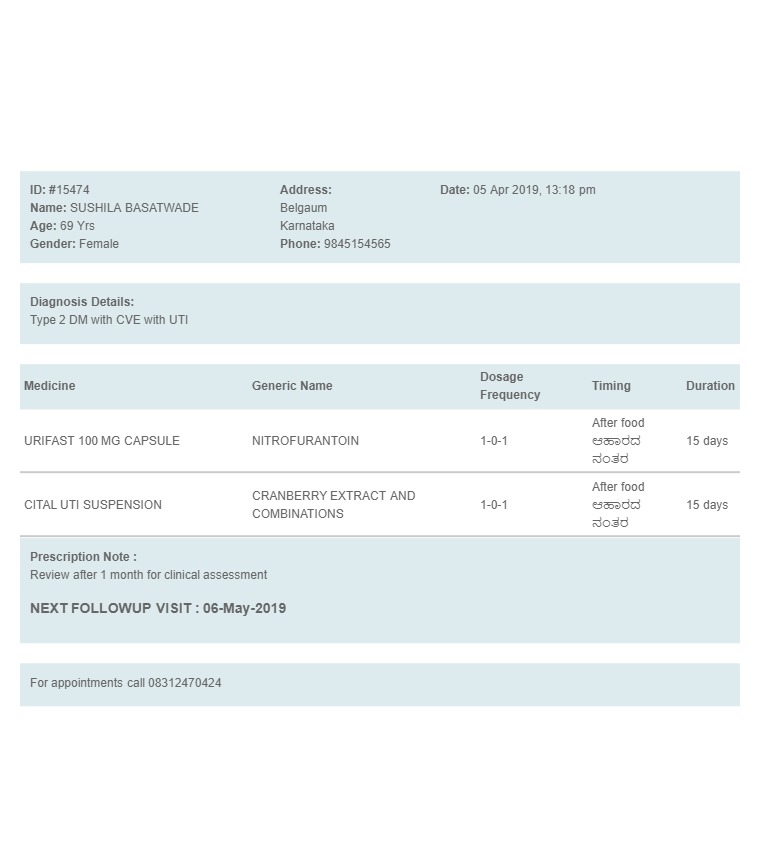 ID: #15474
Name: SUSHILA BASATWADE
Age: 69 Yrs
Gender: Female
Address:
Belgaum
Karnataka
Phone: 9845154565
Date: 05 Apr 2019, 13:18 pm
Diagnosis Details:
Type 2 DM with CVE with UTI
Medicine Generic Name Dosage Frequency Timing Duration
URIFAST 100 MG CAPSULE NITROFURANTOIN 1-0-1 After food ಆಹಾರದ ನಂತರ 15 days
CITAL UTI SUSPENSION CRANBERRY EXTRACT AND COMBINATIONS 1-0-1 After food ಆಹಾರದ ನಂತರ 15 days
Prescription Note :
Review after 1 month for clinical assessment
NEXT FOLLOWUP VISIT : 06-May-2019
For appointments call 08312470424